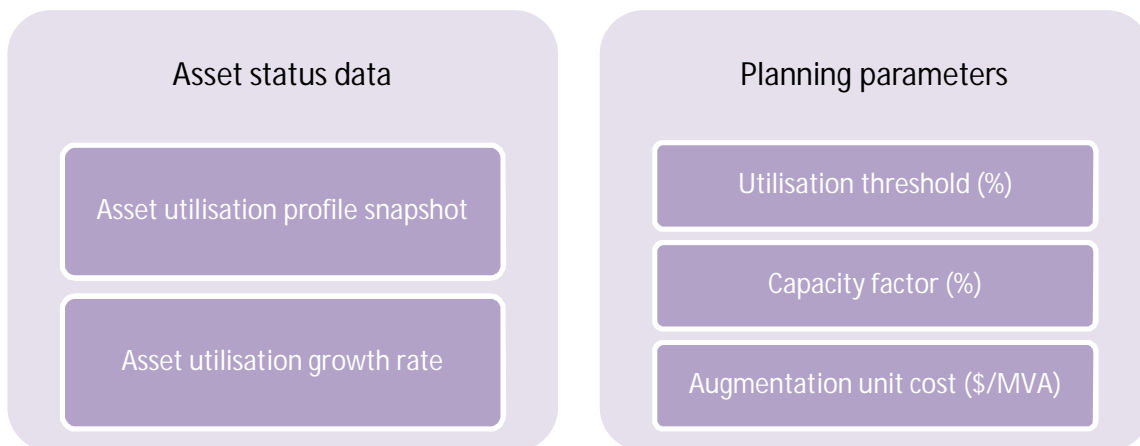 Asset status data
Asset utilisation profile snapshot
Asset utilisation growth rate
Planning parameters
Utilisation threshold (%)
Capacity factor (%)
Augmentation unit cost ($/MVA)